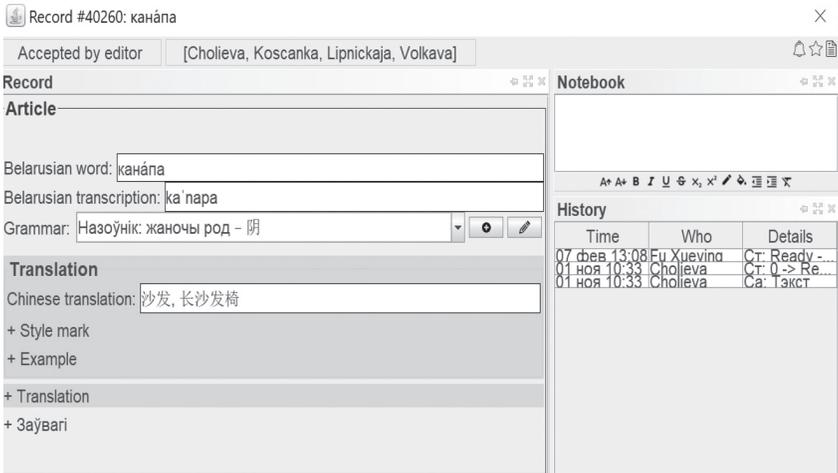 Record #40260: кана́па
Accepted by editor [Cholieva, Koscanka, Lipnickaja, Volkava]
Record
Article
Belarusian word: кана́па
Belarusian transcription: kaˈnapa
Grammar: Назоўнік: жаночы род – 阴
Translation
Chinese translation: 沙发, 长沙发椅
+ Style mark
+ Example
+ Translation
+ Заўвагі
Notebook
A+ A+ B I U S X₂ X²
History
Time Who Details
07 фев 13:08 Fu Xueying Ст: Ready -...
01 ноя 10:33 Cholieva Ст: 0 -> Re...
01 ноя 10:33 Cholieva Са: Тэкст